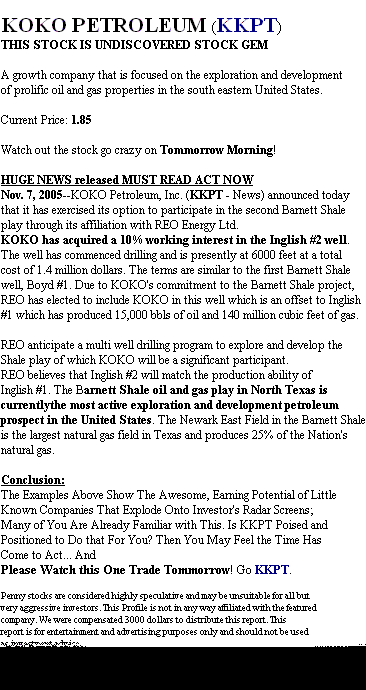 KOKO PETROLEUM (KKPT)
THIS STOCK IS UNDISCOVERED STOCK GEM
A growth company that is focused on the exploration and development
of prolific oil and gas properties in the south eastern United States.
Current Price: 1.85
Watch out the stock go crazy on Tommorrow Morning!
HUGE NEWS released MUST READ ACT NOW
Nov. 7, 2005--KOKO Petroleum, Inc. (KKPT - News) announced today
that it has exercised its option to participate in the second Barnett Shale
play through its affiliation with REO Energy Ltd.
KOKO has acquired a 10% working interest in the Inglish #2 well.
The well has commenced drilling and is presently at 6000 feet at a total
cost of 1.4 million dollars. The terms are similar to the first Barnett Shale
well, Boyd #1. Due to KOKO's commitment to the Barnett Shale project,
REO has elected to include KOKO in this well which is an offset to Inglish
#1 which has produced 15,000 bbls of oil and 140 million cubic feet of gas.
REO anticipate a multi well drilling program to explore and develop the
Shale play of which KOKO will be a significant participant.
REO believes that Inglish #2 will match the production ability of
Inglish #1. The Barnett Shale oil and gas play in North Texas is
currentlythe most active exploration and development petroleum
prospect in the United States. The Newark East Field in the Barnett Shale
is the largest natural gas field in Texas and produces 25% of the Nation's
natural gas.
Conclusion:
The Examples Above Show The Awesome, Earning Potential of Little
Known Companies That Explode Onto Investor's Radar Screens;
Many of You Are Already Familiar with This. Is KKPT Poised and
Positioned to Do that For You? Then You May Feel the Time Has
Come to Act... And
Please Watch this One Trade Tommorrow! Go KKPT.
Penny stocks are considered highly speculative and may be unsuitable for all but
very aggressive investors. This Profile is not in any way affiliated with the featured
company. We were compensated 3000 dollars to distribute this report. This
report is for entertainment and advertising purposes only and should not be used
as investment advice.